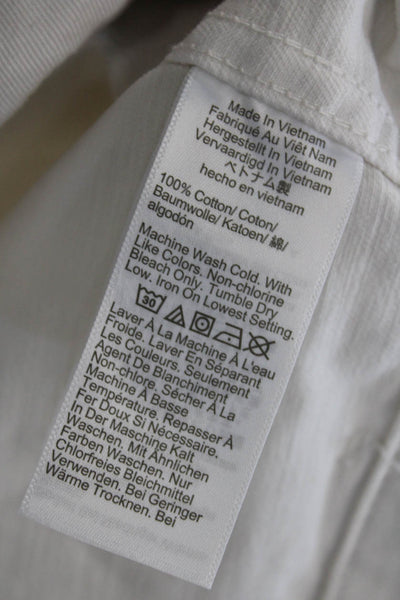 Made In Vietnam
Fabriqué Au Viêt Nam
Hergestellt In Vietnam
Vervaardigd In Vietnam
ベトナム製
hecho en vietnam
100% Cotton/ Coton/
Baumwolle/ Katoen/ 綿/
algodón
Machine Wash Cold. With
Like Colors. Non-chlorine
Bleach Only. Tumble Dry
Low. Iron On Lowest Setting.
30
Laver À La Machine À L'eau
Froide. Laver En Séparant
Les Couleurs. Seulement
Agent De Blanchiment
Non-chlore. Sécher À La
Machine À Basse
Température. Repasser À
Fer Doux Si Nécessaire.
In Der Maschine Kalt
Waschen. Mit Ähnlichen
Farben Waschen. Nur
Chlorfreies Bleichmittel
Verwenden. Bei Geringer
Wärme Trocknen. Bei